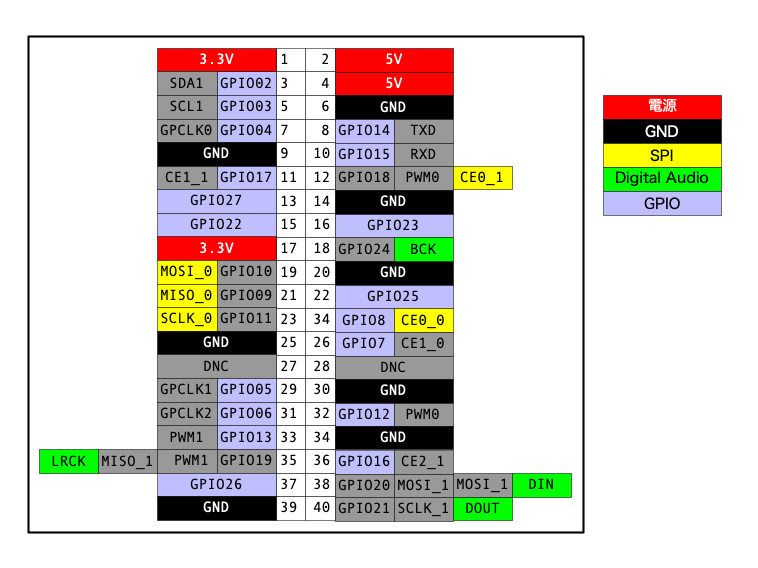 3.3V 1 2 5V
SDA1 GPIO02 3 4 5V
SCL1 GPIO03 5 6 GND
GPCLK0 GPIO04 7 8 GPIO14 TXD
GND 9 10 GPIO15 RXD
CE1_1 GPIO17 11 12 GPIO18 PWM0 CE0_1
GPIO27 13 14 GND
GPIO22 15 16 GPIO23
3.3V 17 18 GPIO24 BCK
MOSI_0 GPIO10 19 20 GND
MISO_0 GPIO09 21 22 GPIO25
SCLK_0 GPIO11 23 34 GPIO8 CE0_0
GND 25 26 GPIO7 CE1_0
DNC 27 28 DNC
GPCLK1 GPIO05 29 30 GND
GPCLK2 GPIO06 31 32 GPIO12 PWM0
PWM1 GPIO13 33 34 GND
LRCK MISO_1 PWM1 GPIO19 35 36 GPIO16 CE2_1
GPIO26 37 38 GPIO20 MOSI_1 MOSI_1 DIN
GND 39 40 GPIO21 SCLK_1 DOUT
電源
GND
SPI
Digital Audio
GPIO